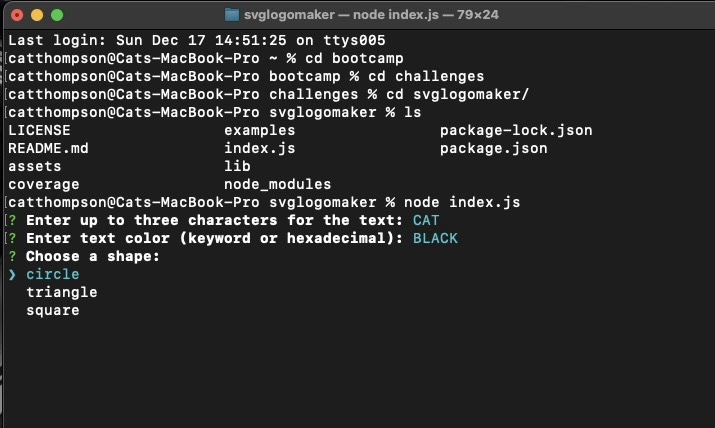 svglogomaker — node index.js — 79×24
Last login: Sun Dec 17 14:51:25 on ttys005
[catthompson@Cats-MacBook-Pro ~ % cd bootcamp
[catthompson@Cats-MacBook-Pro bootcamp % cd challenges
[catthompson@Cats-MacBook-Pro challenges % cd svglogomaker/
[catthompson@Cats-MacBook-Pro svglogomaker % ls
LICENSE examples package-lock.json
README.md index.js package.json
assets lib
coverage node_modules
[catthompson@Cats-MacBook-Pro svglogomaker % node index.js
[? Enter up to three characters for the text: CAT
[? Enter text color (keyword or hexadecimal): BLACK
? Choose a shape:
❯ circle
triangle
square